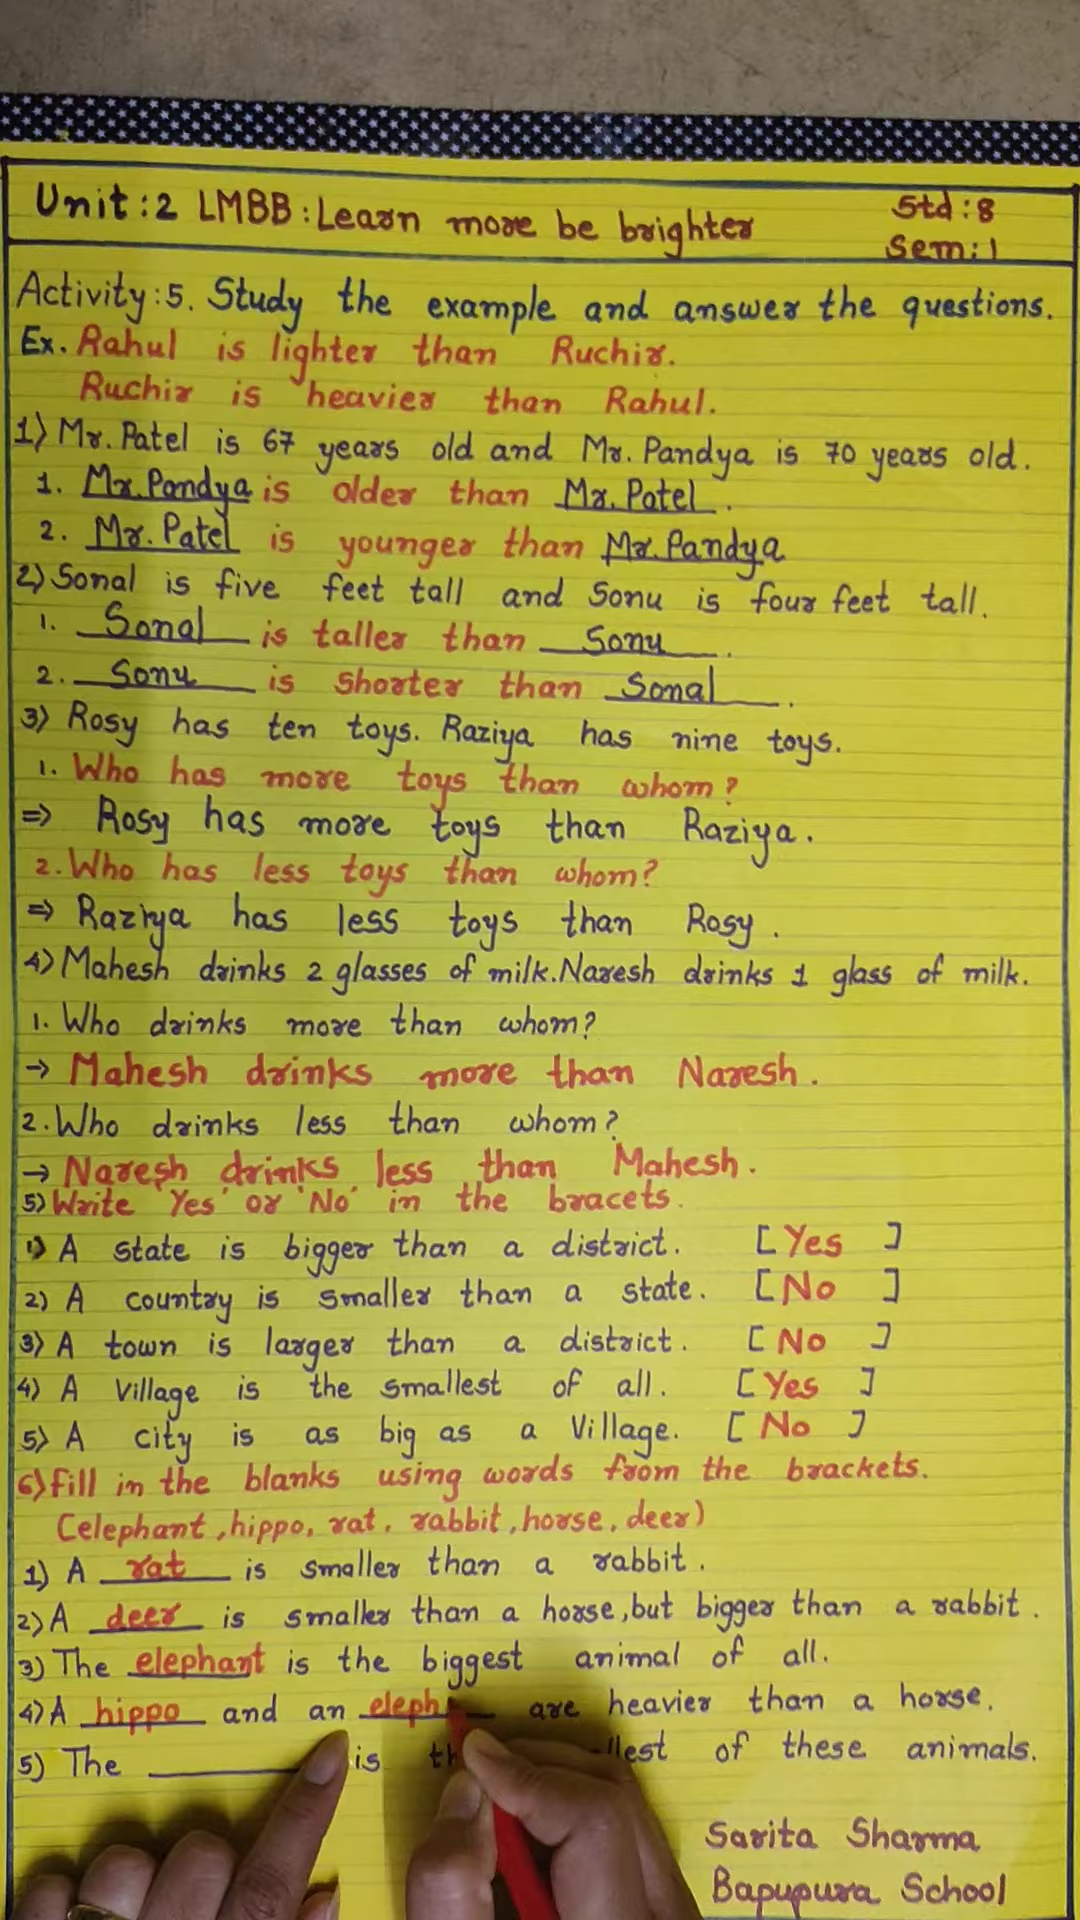 Unit:2 LMBB:Learn more be brighter
Std:8
Sem:1
Activity:5. Study the example and answer the questions.
Ex. Rahul is lighter than Ruchir.
Ruchir is heavier than Rahul.
1) Mr. Patel is 67 years old and Mr. Pandya is 70 years old.
1. Mr. Pandya is older than Mr. Patel.
2. Mr. Patel is younger than Mr. Pandya
2) Sonal is five feet tall and Sonu is four feet tall.
1. Sonal is taller than Sonu.
2. Sonu is shorter than Sonal.
3) Rosy has ten toys. Raziya has nine toys.
1. Who has more toys than whom?
⇒ Rosy has more toys than Raziya.
2. Who has less toys than whom?
⇒ Raziya has less toys than Rosy.
4) Mahesh drinks 2 glasses of milk. Naresh drinks 1 glass of milk.
1. Who drinks more than whom?
→ Mahesh drinks more than Naresh.
2. Who drinks less than whom?
→ Naresh drinks less than Mahesh.
5) Write 'Yes' or 'No' in the bracets.
1) A state is bigger than a district. [Yes]
2) A country is smaller than a state. [No]
3) A town is larger than a district. [No]
4) A Village is the smallest of all. [Yes]
5) A city is as big as a Village. [No]
6) Fill in the blanks using words from the brackets.
(elephant, hippo, rat, rabbit, horse, deer)
1) A rat is smaller than a rabbit.
2) A deer is smaller than a horse, but bigger than a rabbit.
3) The elephant is the biggest animal of all.
4) A hippo and an eleph are heavier than a horse.
5) The ______ is of these animals.
Sarita Sharma
Bapupura School